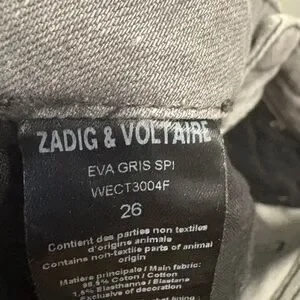 ZADIG & VOLTAIRE
EVA GRIS SPI
WECT3004F
26
Contient des parties non textiles
d'origine animale
Contains non-textile parts of animal
origin
Matière principale / Main fabric:
98,5% Coton / Cotton
1,5% Elasthanne / Elastane
Exclusive of decoration